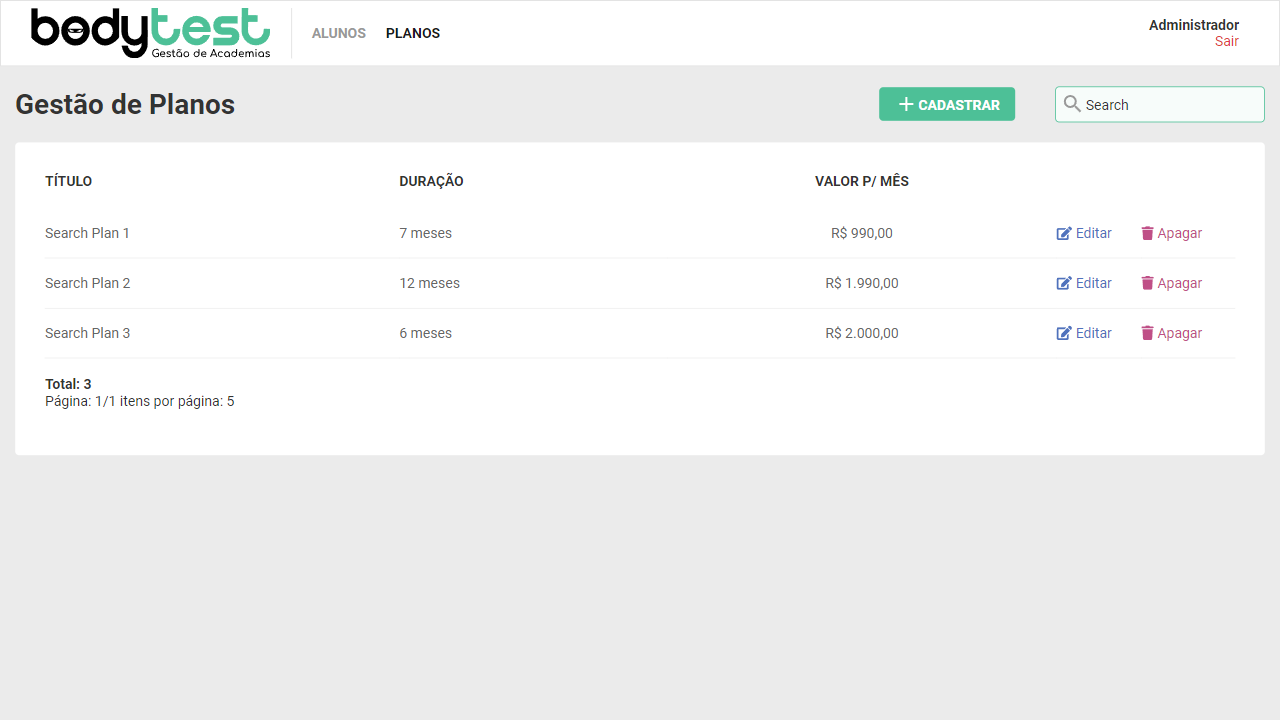 bodytest
Gestão de Academias
ALUNOS PLANOS
Administrador
Sair
Gestão de Planos
CADASTRAR
Search
TÍTULO DURAÇÃO VALOR P/ MÊS
Search Plan 1 7 meses R$ 990,00 Editar Apagar
Search Plan 2 12 meses R$ 1.990,00 Editar Apagar
Search Plan 3 6 meses R$ 2.000,00 Editar Apagar
Total: 3
Página: 1/1 itens por página: 5